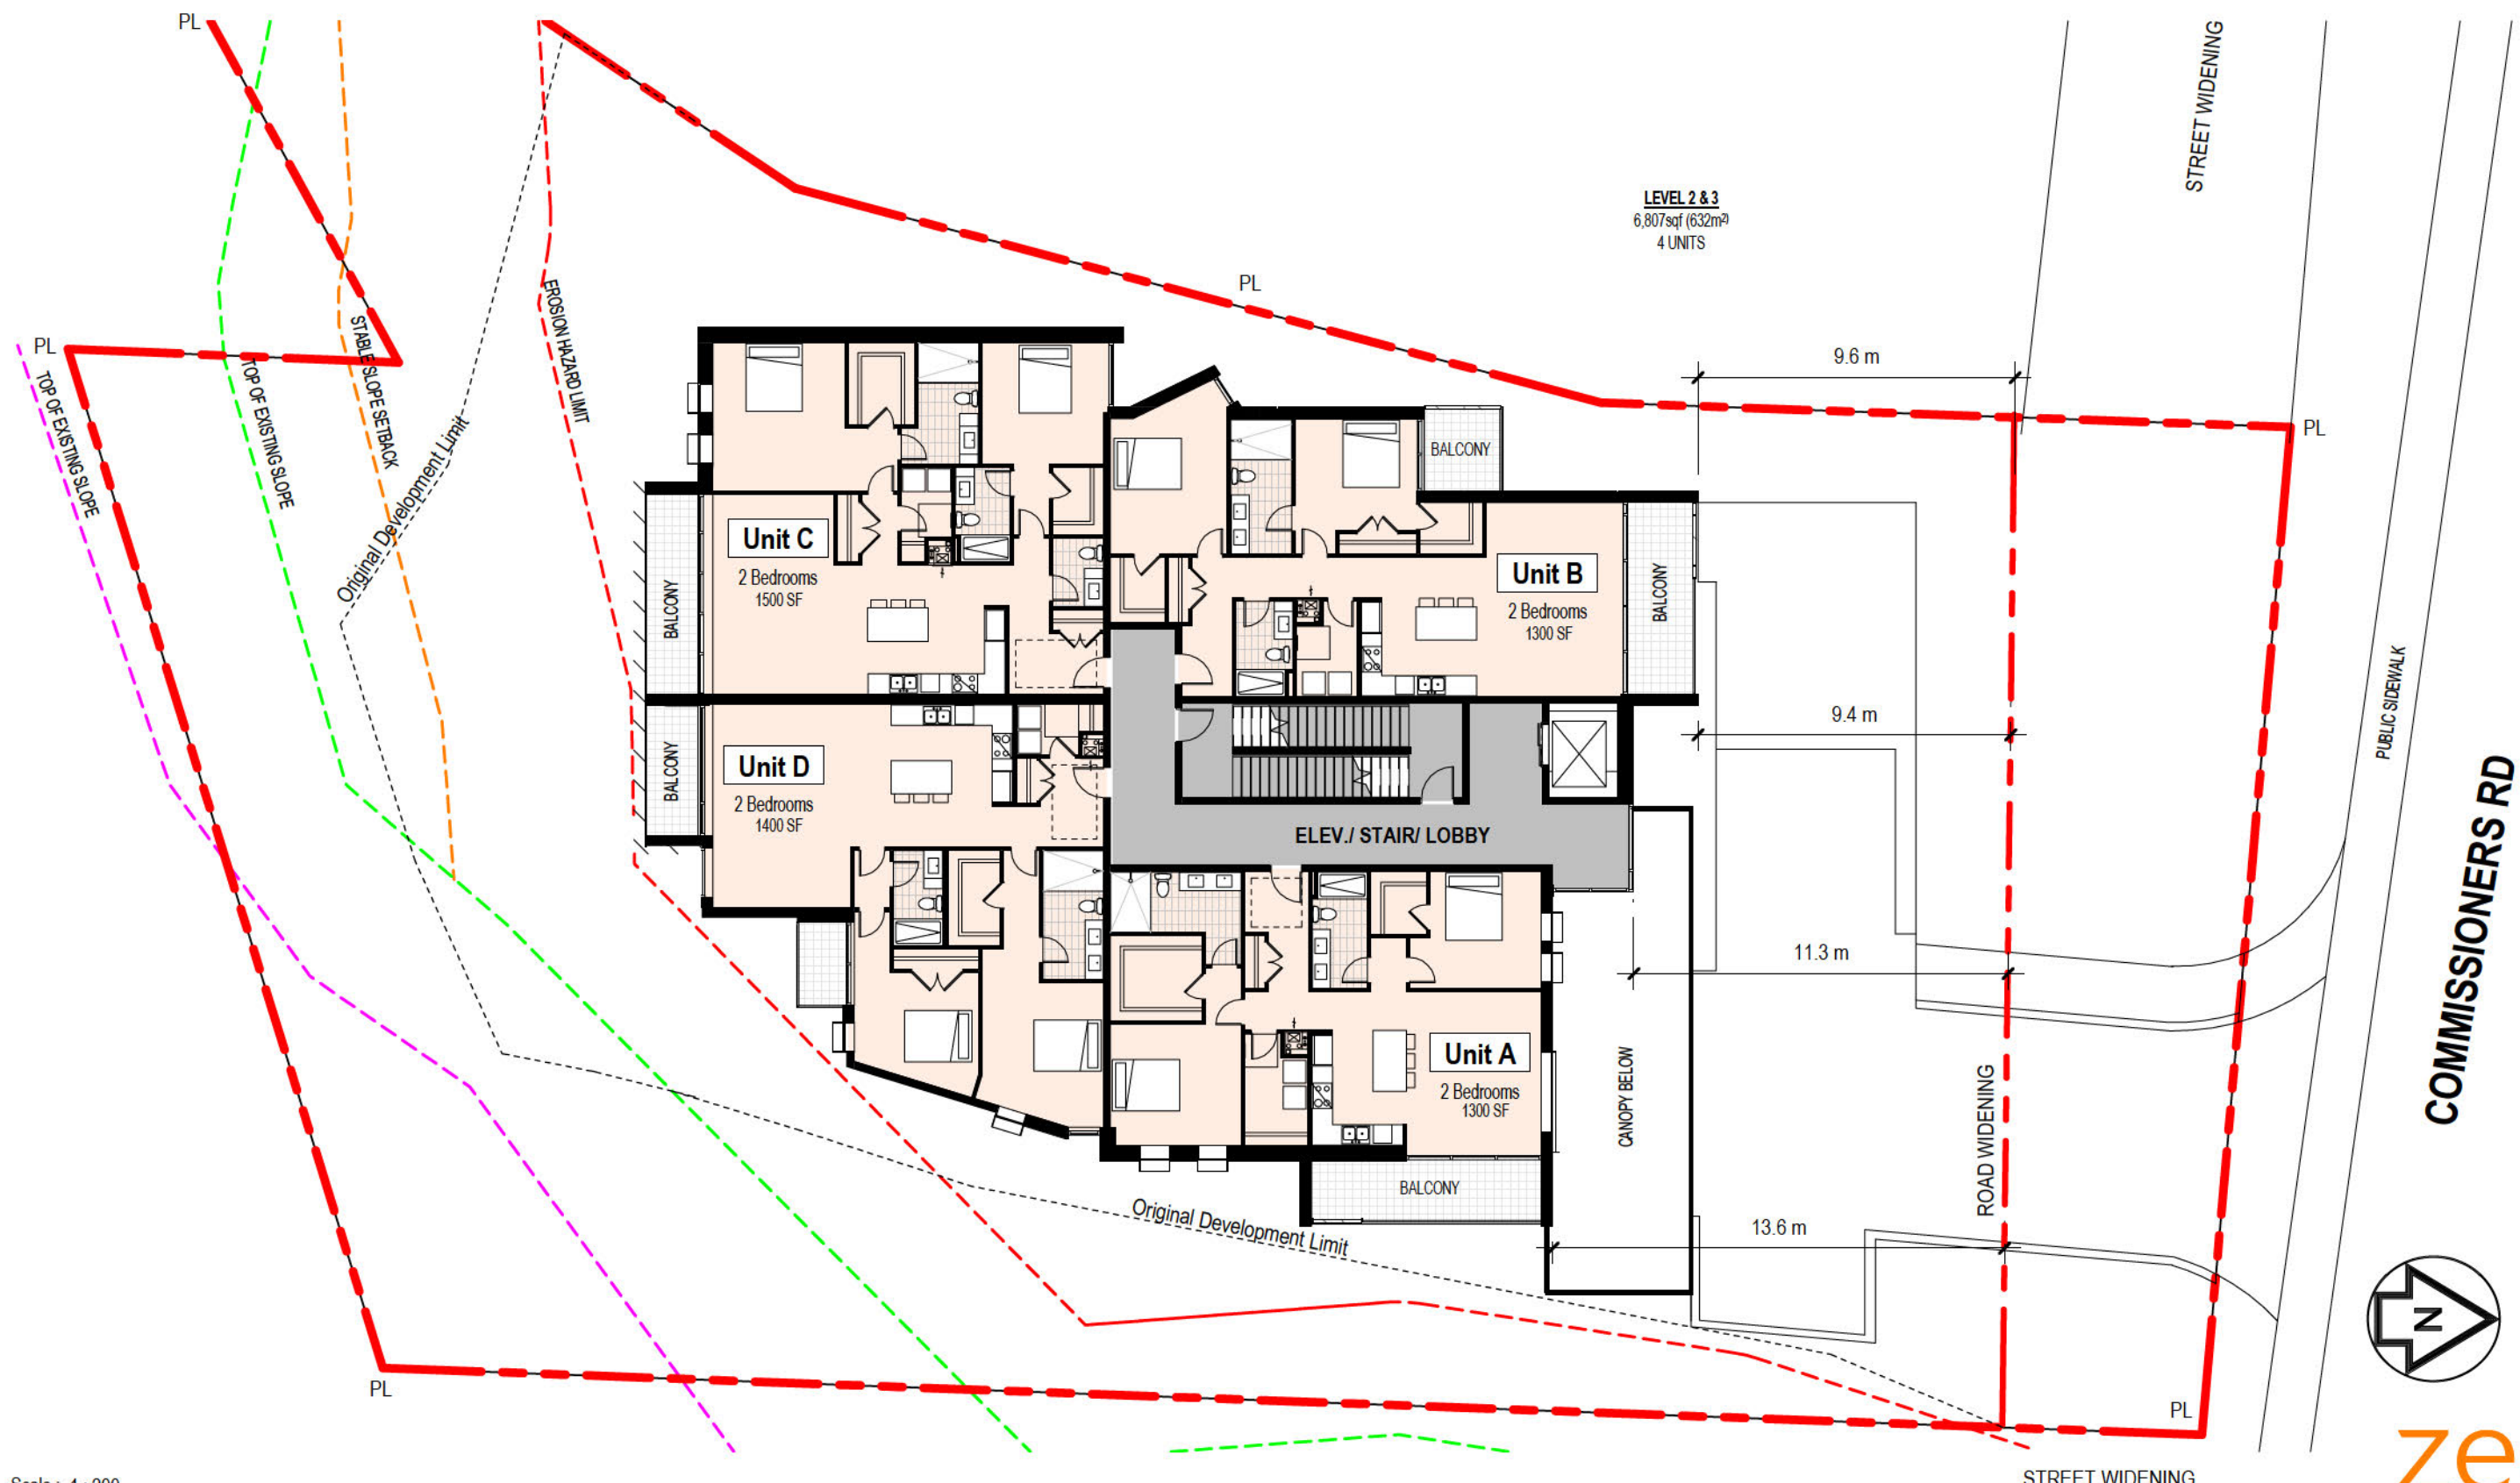 PL
STREET WIDENING
LEVEL 2 & 3
6,807sqf (632m²)
4 UNITS
PL
EROSION HAZARD LIMIT
STABLE SLOPE SETBACK
PL
TOP OF EXISTING SLOPE
TOP OF EXISTING SLOPE
Original Development Limit
9.6 m
PL
BALCONY
Unit C
2 Bedrooms
1500 SF
BALCONY
Unit B
2 Bedrooms
1300 SF
BALCONY
PUBLIC SIDEWALK
9.4 m
Unit D
2 Bedrooms
1400 SF
BALCONY
ELEV./ STAIR/ LOBBY
COMMISSIONERS RD
11.3 m
Unit A
2 Bedrooms
1300 SF
CANOPY BELOW
ROAD WIDENING
BALCONY
Original Development Limit
13.6 m
N
PL
PL
ze
STREET WIDENING